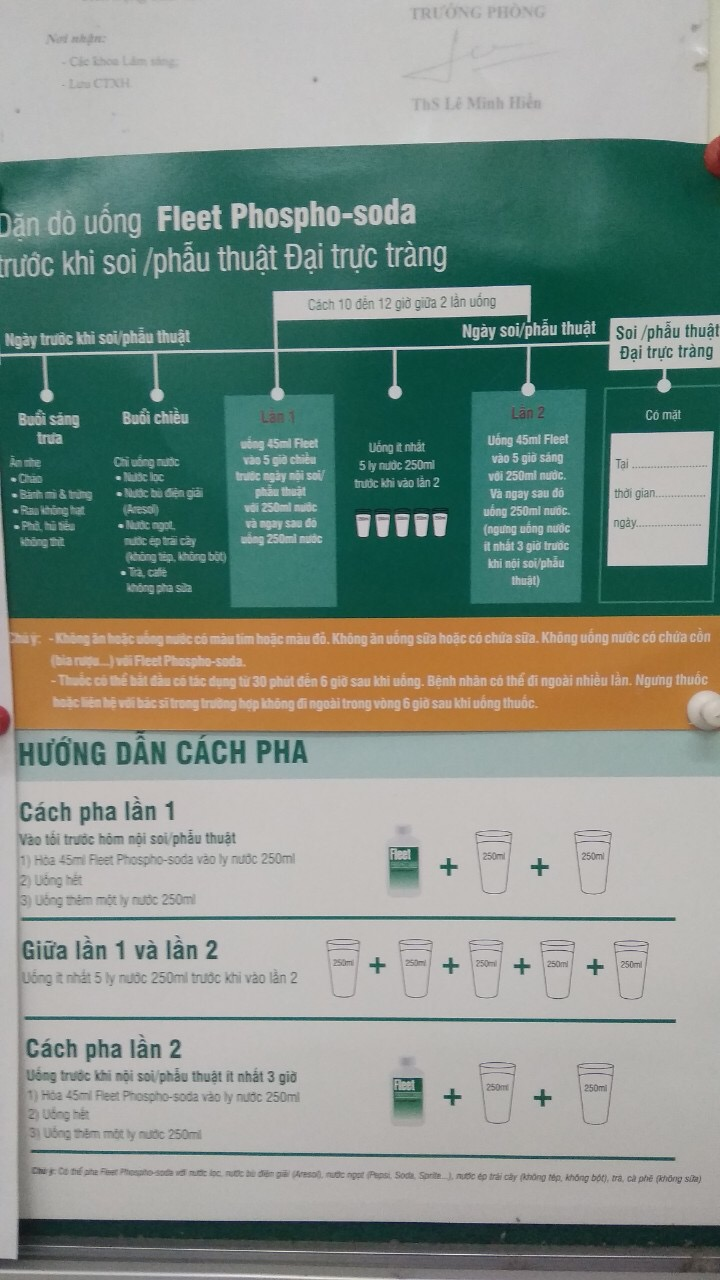 Nơi nhận:
- Các khoa Lâm sàng;
- Lưu CTXH.
TRƯỞNG PHÒNG
ThS Lê Minh Hiển
Dặn dò uống Fleet Phospho-soda
trước khi soi /phẫu thuật Đại trực tràng
Cách 10 đến 12 giờ giữa 2 lần uống
Ngày trước khi soi/phẫu thuật
Ngày soi/phẫu thuật
Soi /phẫu thuật
Đại trực tràng
Buổi sáng
trưa
Ăn nhẹ
• Cháo
• Bánh mì & trứng
• Rau không hạt
• Phở, hủ tiếu
không thịt
Buổi chiều
Chỉ uống nước
• Nước lọc
• Nước bù điện giải
(Aresol)
• Nước ngọt,
nước ép trái cây
(không tép, không bột)
• Trà, café
không pha sữa
Lần 1
uống 45ml Fleet
vào 5 giờ chiều
trước ngày nội soi/
phẫu thuật
với 250ml nước
và ngay sau đó
uống 250ml nước
Uống ít nhất
5 ly nước 250ml
trước khi vào lần 2
250ml 250ml 250ml 250ml 250ml
Lần 2
Uống 45ml Fleet
vào 5 giờ sáng
với 250ml nước.
Và ngay sau đó
uống 250ml nước.
(ngưng uống nước
ít nhất 3 giờ trước
khi nội soi/phẫu
thuật)
Có mặt
Tại ....................
thời gian..............
ngày..................
Chú ý: - Không ăn hoặc uống nước có màu tím hoặc màu đỏ. Không ăn uống sữa hoặc có chứa sữa. Không uống nước có chứa cồn
(bia rượu...) với Fleet Phospho-soda.
- Thuốc có thể bắt đầu có tác dụng từ 30 phút đến 6 giờ sau khi uống. Bệnh nhân có thể đi ngoài nhiều lần. Ngưng thuốc
hoặc liên hệ với bác sĩ trong trường hợp không đi ngoài trong vòng 6 giờ sau khi uống thuốc.
HƯỚNG DẪN CÁCH PHA
Cách pha lần 1
Vào tối trước hôm nội soi/phẫu thuật
1) Hòa 45ml Fleet Phospho-soda vào ly nước 250ml
2) Uống hết
3) Uống thêm một ly nước 250ml
Fleet + 250ml + 250ml
Giữa lần 1 và lần 2
Uống ít nhất 5 ly nước 250ml trước khi vào lần 2
250ml + 250ml + 250ml + 250ml + 250ml
Cách pha lần 2
Uống trước khi nội soi/phẫu thuật ít nhất 3 giờ
1) Hòa 45ml Fleet Phospho-soda vào ly nước 250ml
2) Uống hết
3) Uống thêm một ly nước 250ml
Fleet + 250ml + 250ml
Chú ý: Có thể pha Fleet Phospho-soda với nước lọc, nước bù điện giải (Aresol), nước ngọt (Pepsi, Soda, Sprite...), nước ép trái cây (không tép, không bột), trà, cà phê (không sữa)